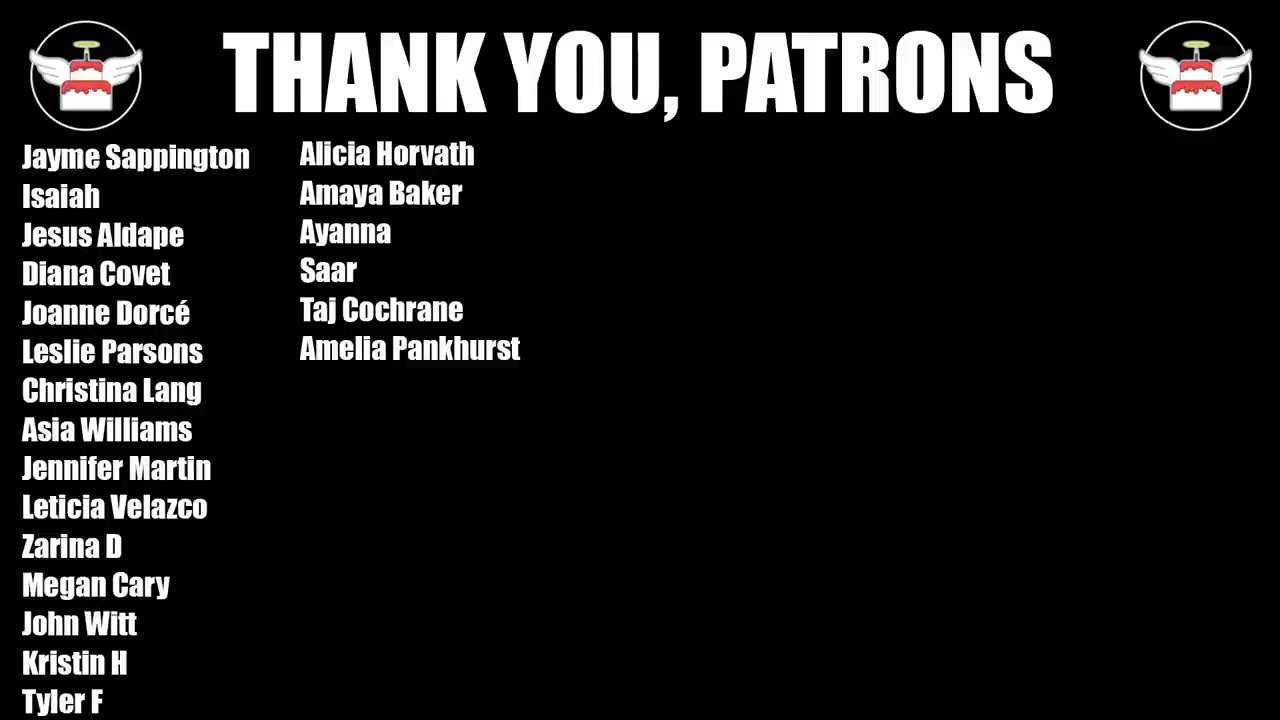 THANK YOU, PATRONS
Jayme Sappington
Isaiah
Jesus Aldape
Diana Covet
Joanne Dorcé
Leslie Parsons
Christina Lang
Asia Williams
Jennifer Martin
Leticia Velazco
Zarina D
Megan Cary
John Witt
Kristin H
Tyler F
Alicia Horvath
Amaya Baker
Ayanna
Saar
Taj Cochrane
Amelia Pankhurst